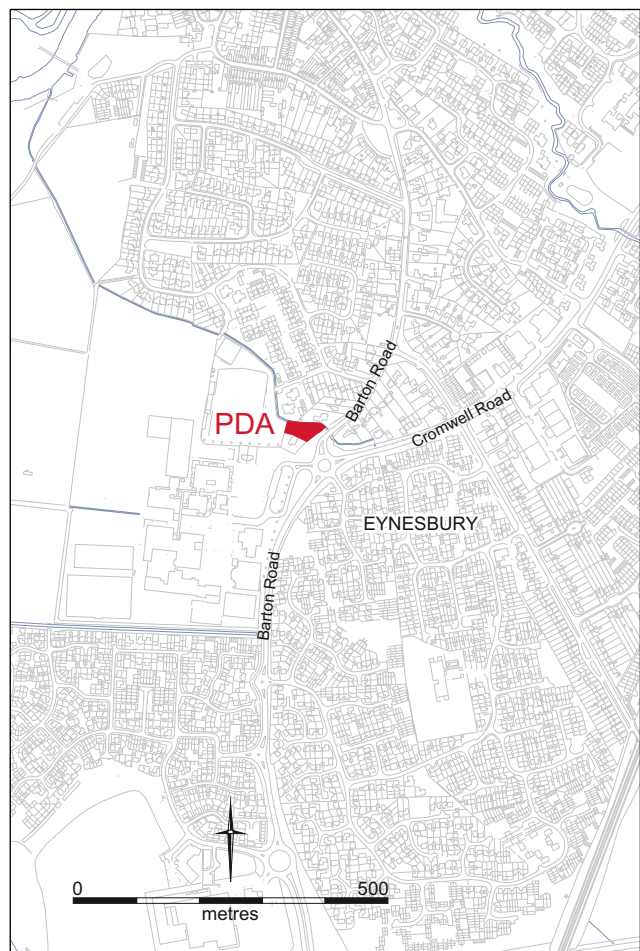 Barton Road
PDA
Cromwell Road
EYNESBURY
Barton Road
0 500
metres